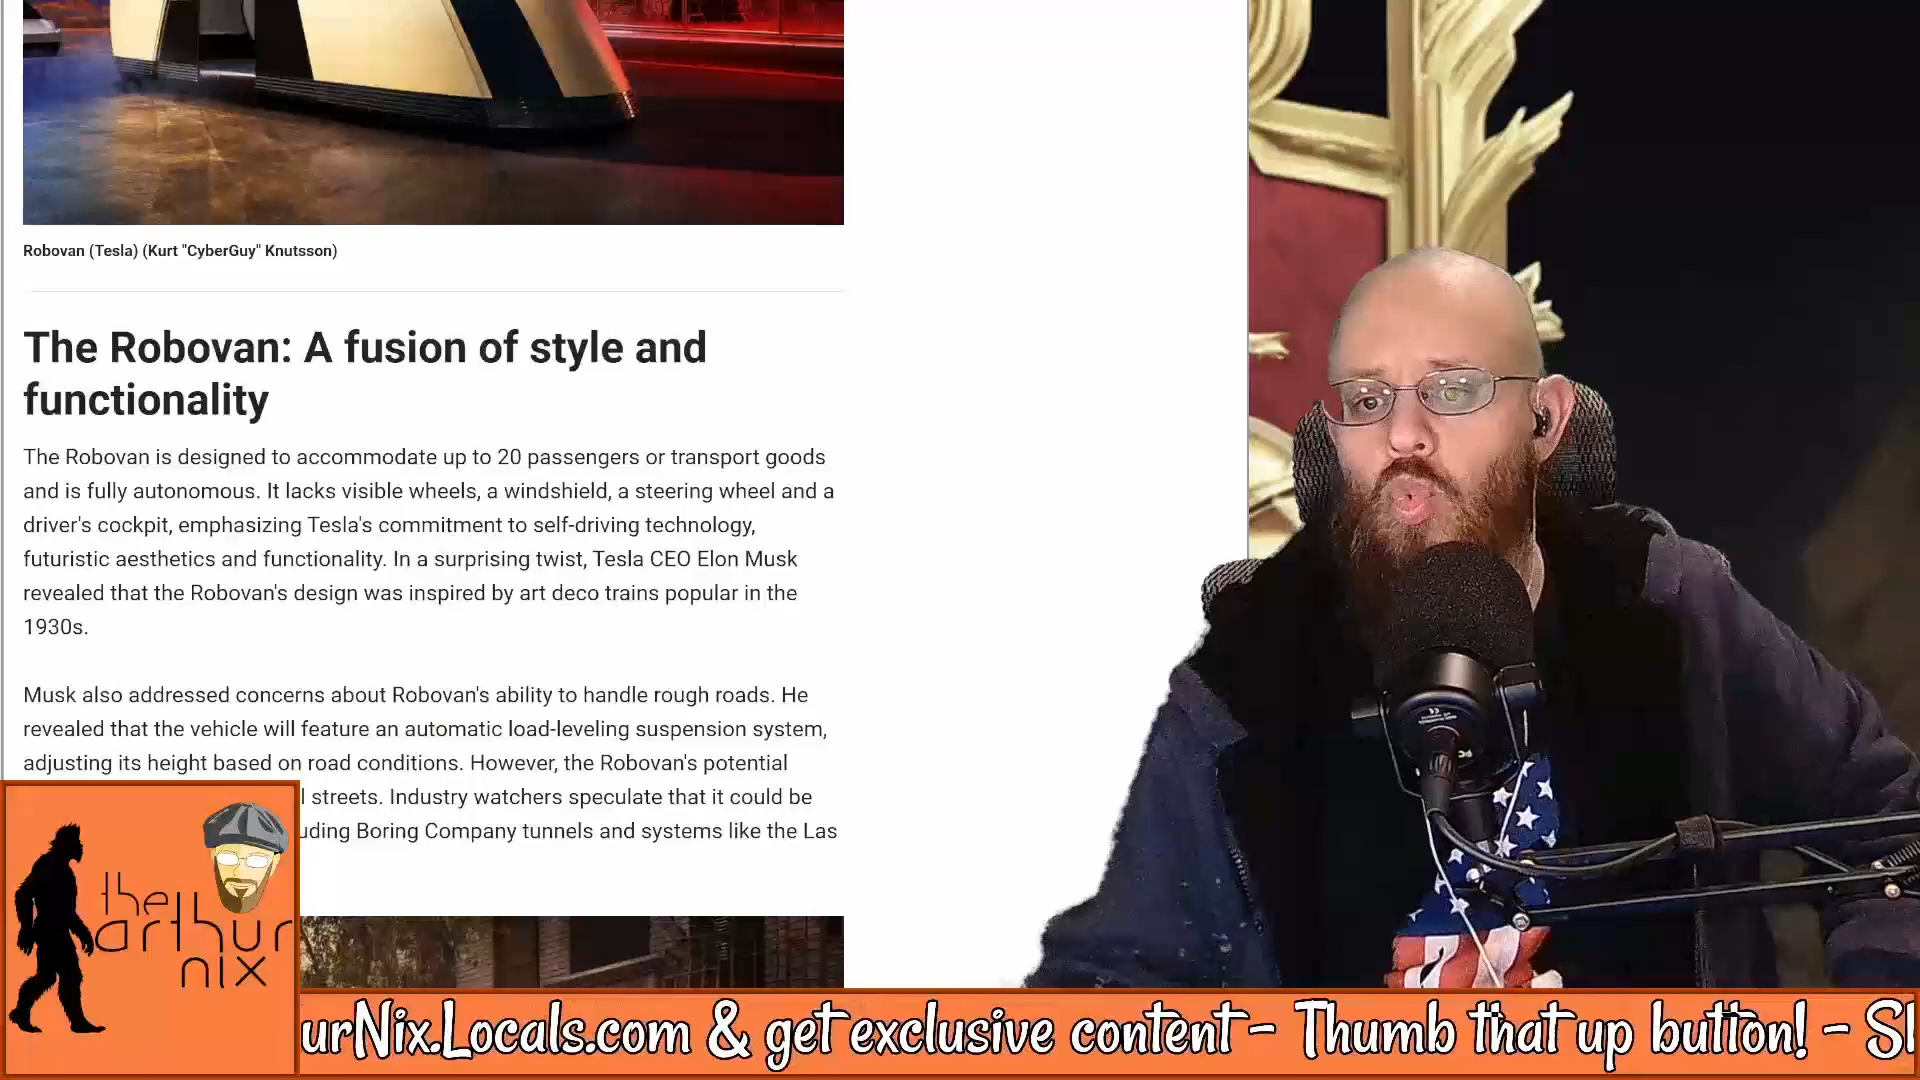 Robovan (Tesla) (Kurt "CyberGuy" Knutsson)
The Robovan: A fusion of style and
functionality
The Robovan is designed to accommodate up to 20 passengers or transport goods
and is fully autonomous. It lacks visible wheels, a windshield, a steering wheel and a
driver's cockpit, emphasizing Tesla's commitment to self-driving technology,
futuristic aesthetics and functionality. In a surprising twist, Tesla CEO Elon Musk
revealed that the Robovan's design was inspired by art deco trains popular in the
1930s.
Musk also addressed concerns about Robovan's ability to handle rough roads. He
revealed that the vehicle will feature an automatic load-leveling suspension system,
adjusting its height based on road conditions. However, the Robovan's potential
streets. Industry watchers speculate that it could be
Boring Company tunnels and systems like the Las
the
arthur
nix
urNix.Locals.com & get exclusive content - Thumb that up button! -